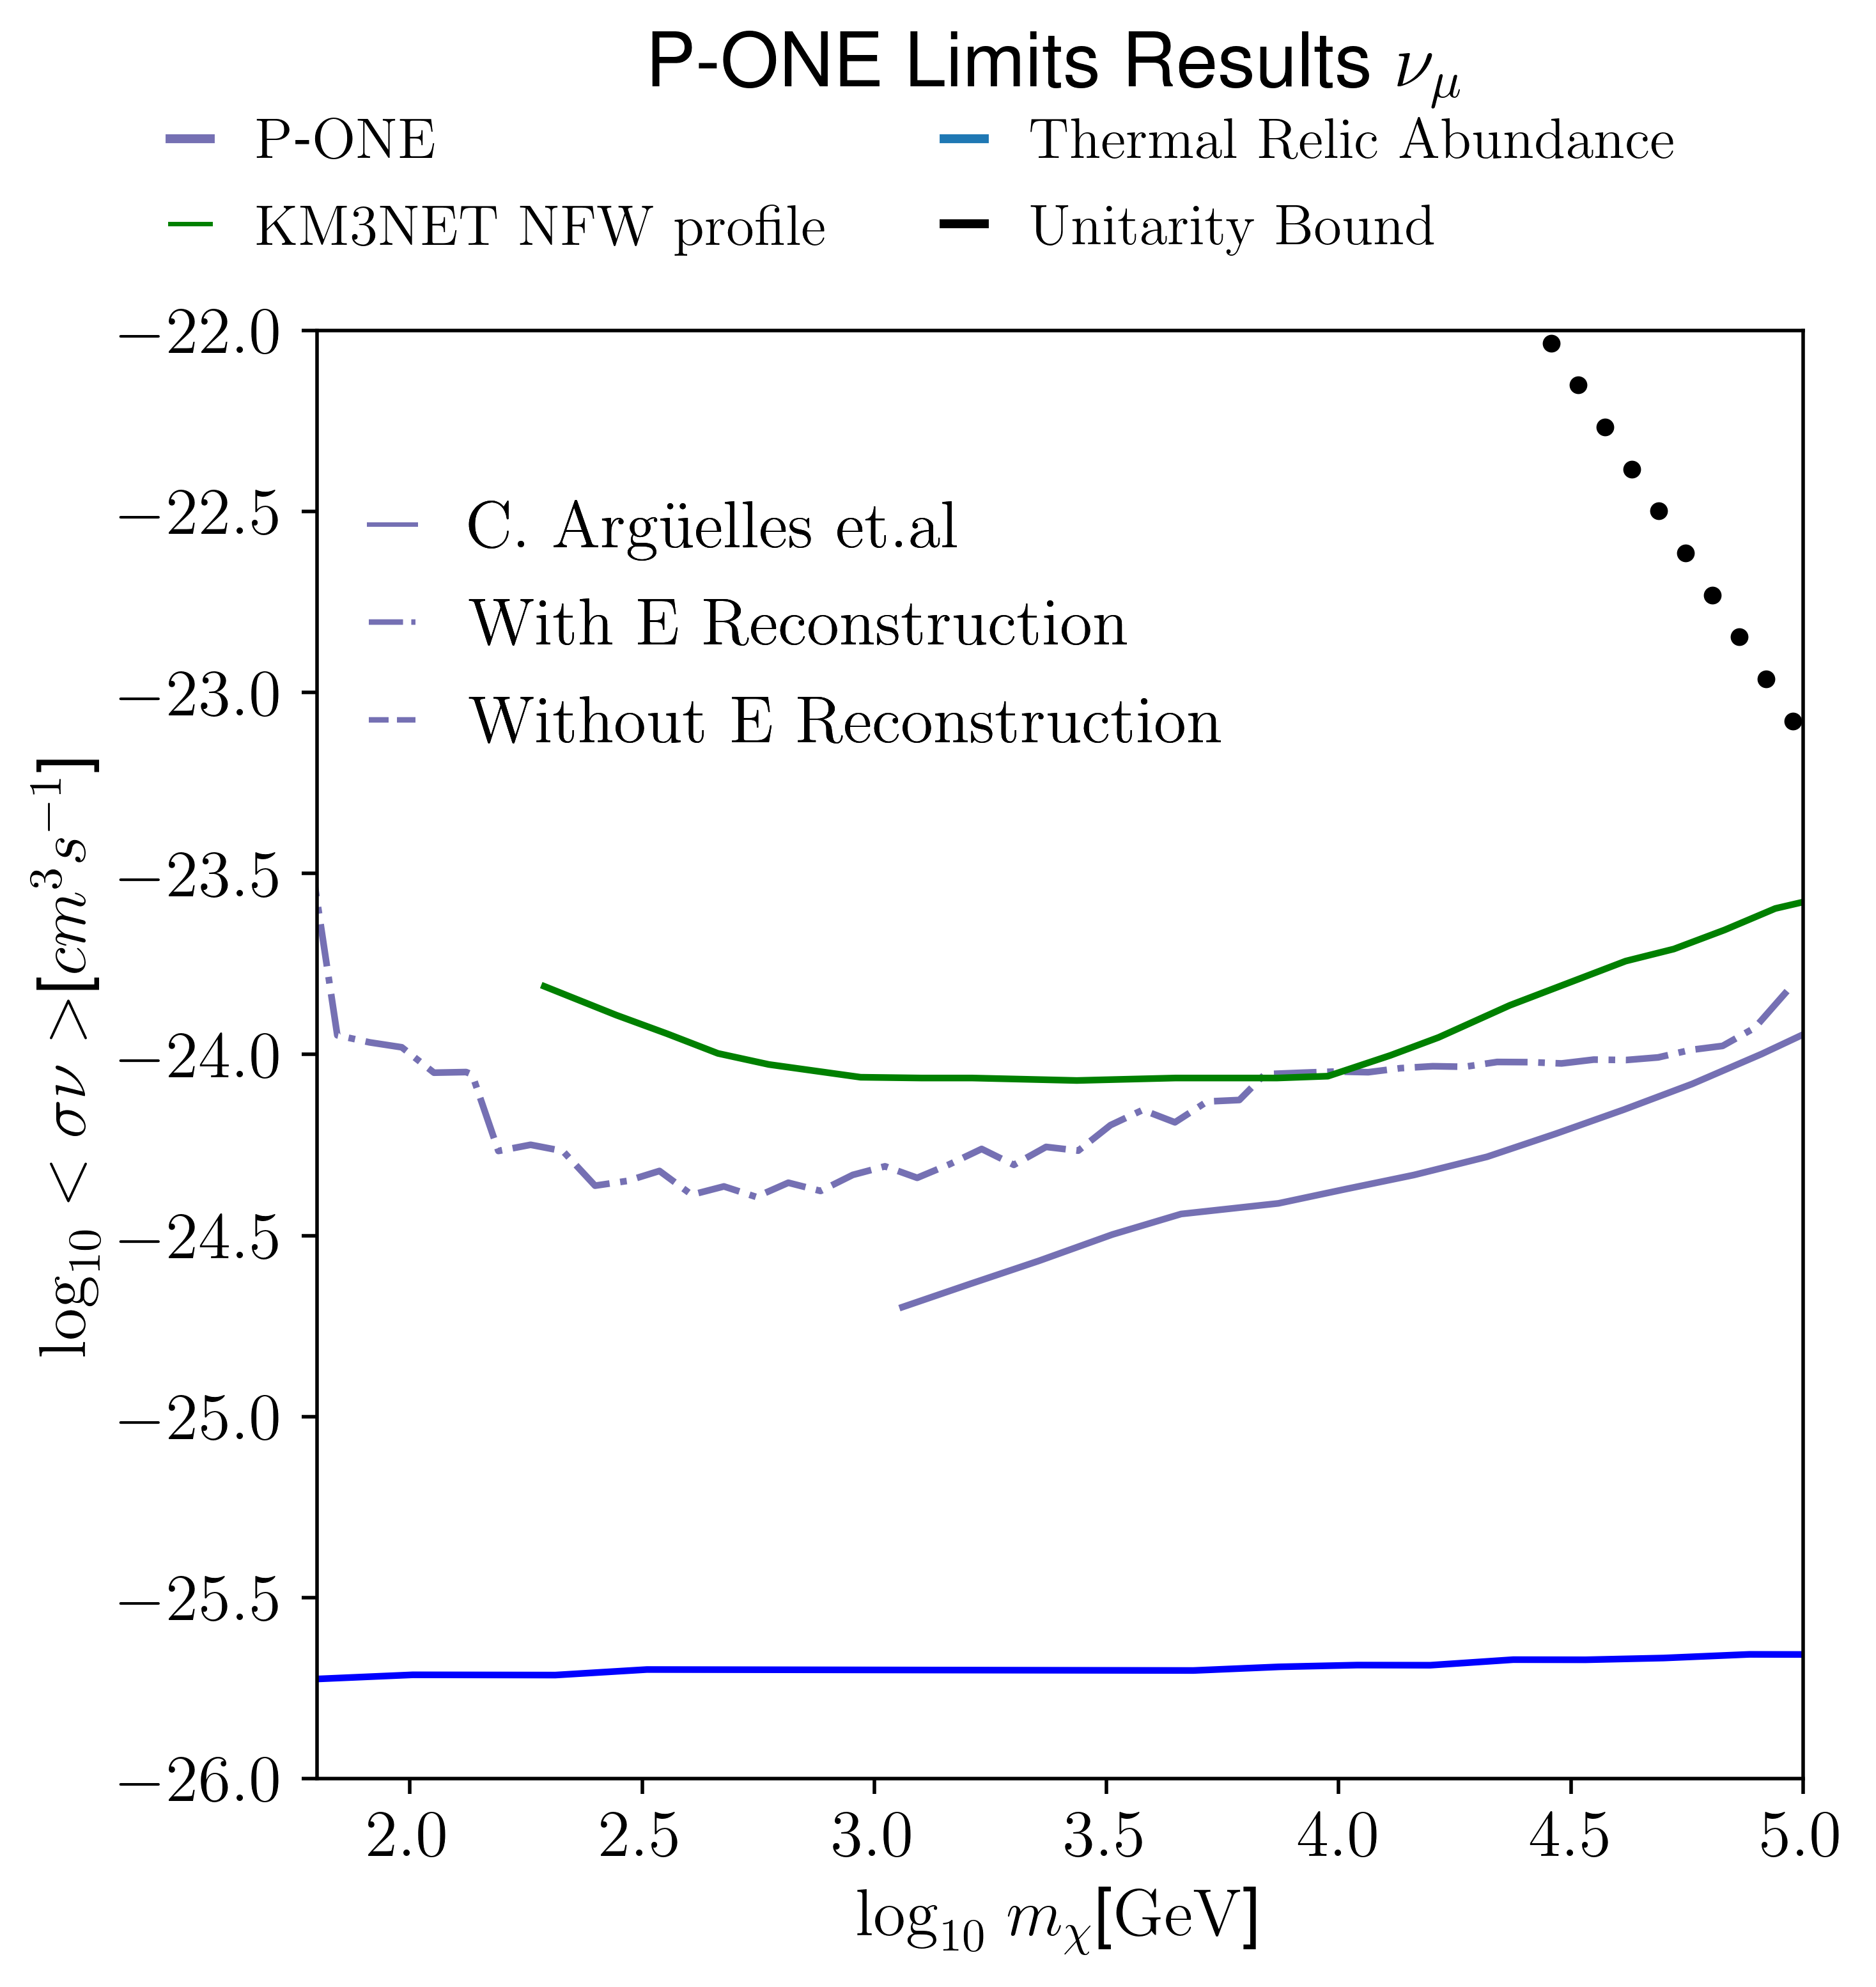 P-ONE Limits Results ν_μ
P-ONE
KM3NET NFW profile
Thermal Relic Abundance
Unitarity Bound
−22.0
−22.5
−23.0
−23.5
−24.0
−24.5
−25.0
−25.5
−26.0
C. Argüelles et.al
With E Reconstruction
Without E Reconstruction
log₁₀ < σν >[cm³s⁻¹]
2.0 2.5 3.0 3.5 4.0 4.5 5.0
log₁₀ m_χ[GeV]